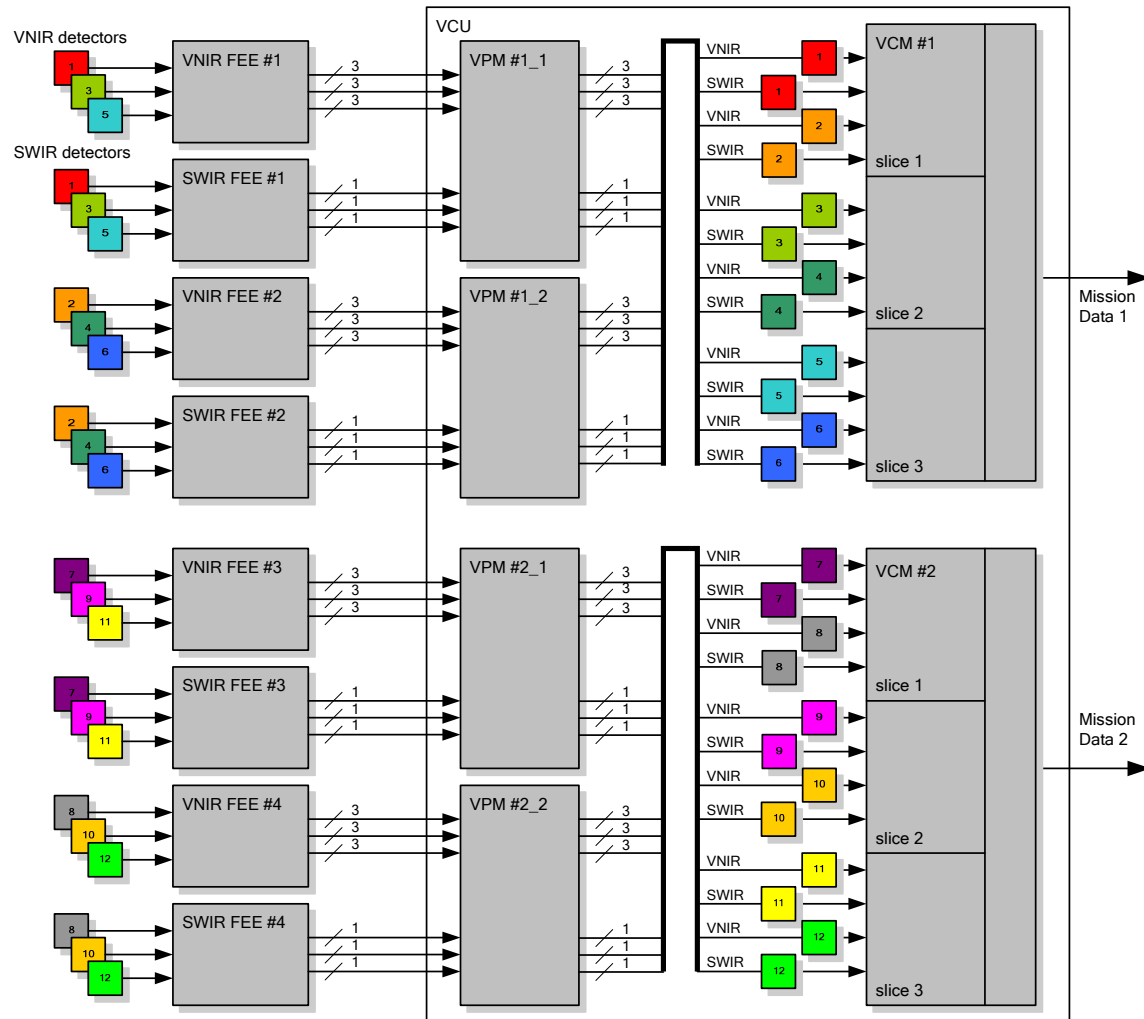 VCU
VNIR detectors
1
3
5
VNIR FEE #1
3
3
3
VPM #1_1
3
3
3
SWIR detectors
1
3
5
SWIR FEE #1
1
1
1
1
1
1
2
4
6
VNIR FEE #2
3
3
3
VPM #1_2
3
3
3
2
4
6
SWIR FEE #2
1
1
1
1
1
1
VNIR
1
SWIR
1
VNIR
2
SWIR
2
VNIR
3
SWIR
3
VNIR
4
SWIR
4
VNIR
5
SWIR
5
VNIR
6
SWIR
6
VCM #1
slice 1
slice 2
slice 3
Mission
Data 1
7
9
11
VNIR FEE #3
3
3
3
VPM #2_1
3
3
3
7
9
11
SWIR FEE #3
1
1
1
1
1
1
8
10
12
VNIR FEE #4
3
3
3
VPM #2_2
3
3
3
8
10
12
SWIR FEE #4
1
1
1
1
1
1
VNIR
7
SWIR
7
VNIR
8
SWIR
8
VNIR
9
SWIR
9
VNIR
10
SWIR
10
VNIR
11
SWIR
11
VNIR
12
SWIR
12
VCM #2
slice 1
slice 2
slice 3
Mission
Data 2